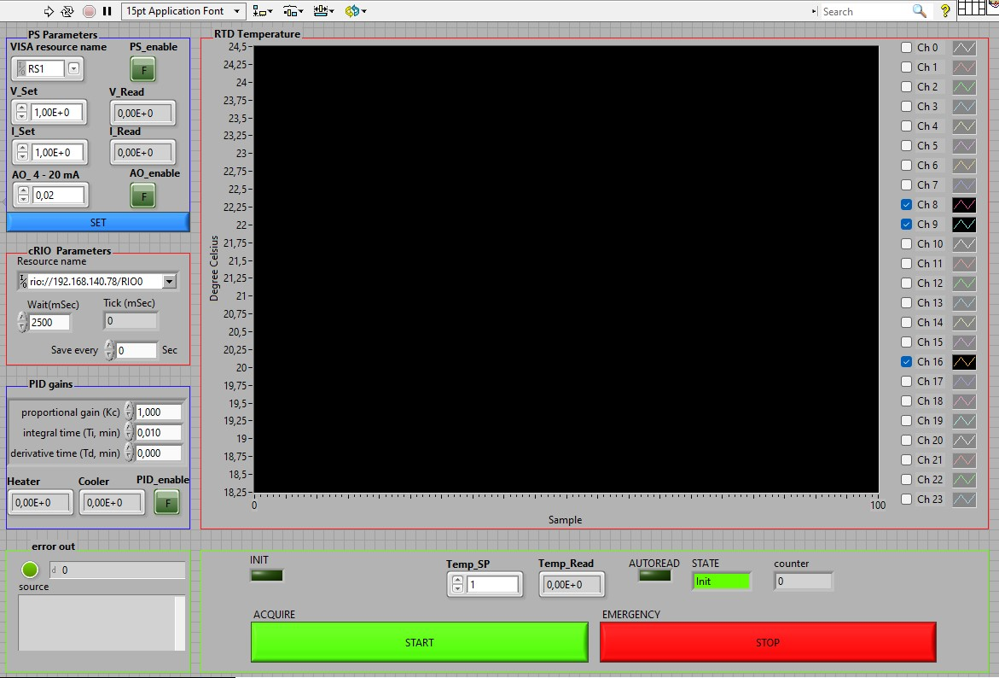 15pt Application Font
Search
PS Parameters
VISA resource name
PS_enable
RS1
F
V_Set
V_Read
1,00E+0
0,00E+0
I_Set
I_Read
1,00E+0
0,00E+0
AO_ 4 - 20 mA
AO_enable
0,02
F
SET
cRIO Parameters
Resource name
rio://192.168.140.78/RIO0
Wait(mSec)
Tick (mSec)
2500
0
Save every 0 Sec
PID gains
proportional gain (Kc) 1,000
integral time (Ti, min) 0,010
derivative time (Td, min) 0,000
Heater
Cooler
PID_enable
0,00E+0
0,00E+0
F
error out
d 0
source
RTD Temperature
Degree Celsius
24,5
24,25
24
23,75
23,5
23,25
23
22,75
22,5
22,25
22
21,75
21,5
21,25
21
20,75
20,5
20,25
20
19,75
19,5
19,25
19
18,75
18,5
18,25
0
100
Sample
Ch 0
Ch 1
Ch 2
Ch 3
Ch 4
Ch 5
Ch 6
Ch 7
Ch 8
Ch 9
Ch 10
Ch 11
Ch 12
Ch 13
Ch 14
Ch 15
Ch 16
Ch 17
Ch 18
Ch 19
Ch 20
Ch 21
Ch 22
Ch 23
INIT
Temp_SP
1
Temp_Read
0,00E+0
AUTOREAD
STATE
Init
counter
0
ACQUIRE
START
EMERGENCY
STOP